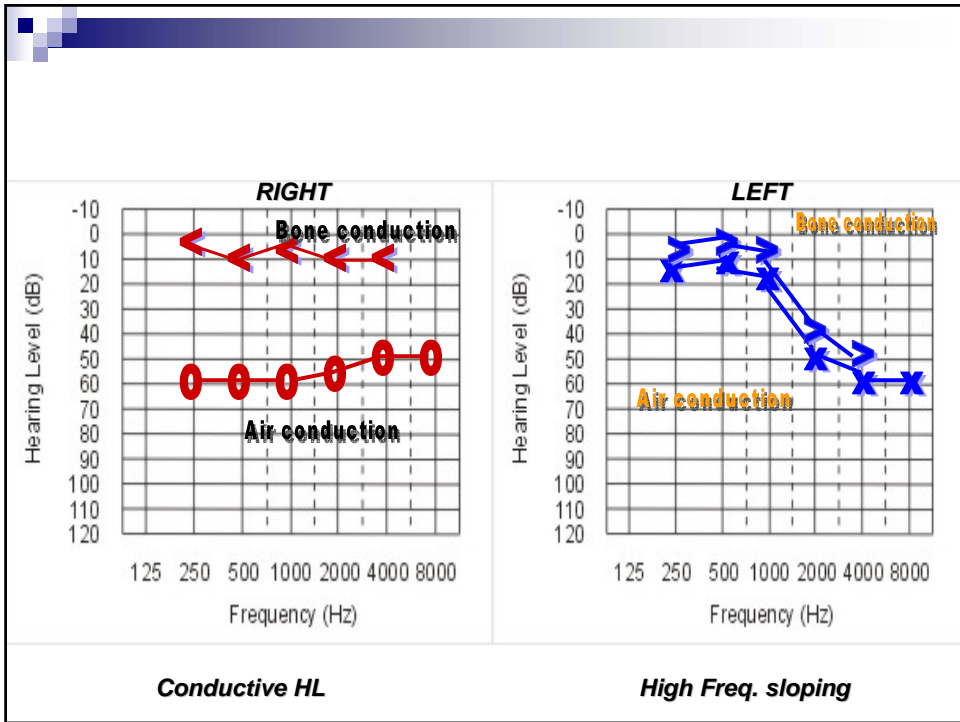 RIGHT
-10
0
10
20
30
40
50
60
70
80
90
100
110
120
Hearing Level (dB)
Bone conduction
< < < < <
O O O O O O
Air conduction
125 250 500 1000 2000 4000 8000
Frequency (Hz)
Conductive HL
LEFT
-10
0
10
20
30
40
50
60
70
80
90
100
110
120
Hearing Level (dB)
Bone conduction
> > > > >
x x x x x x
Air conduction
125 250 500 1000 2000 4000 8000
Frequency (Hz)
High Freq. sloping